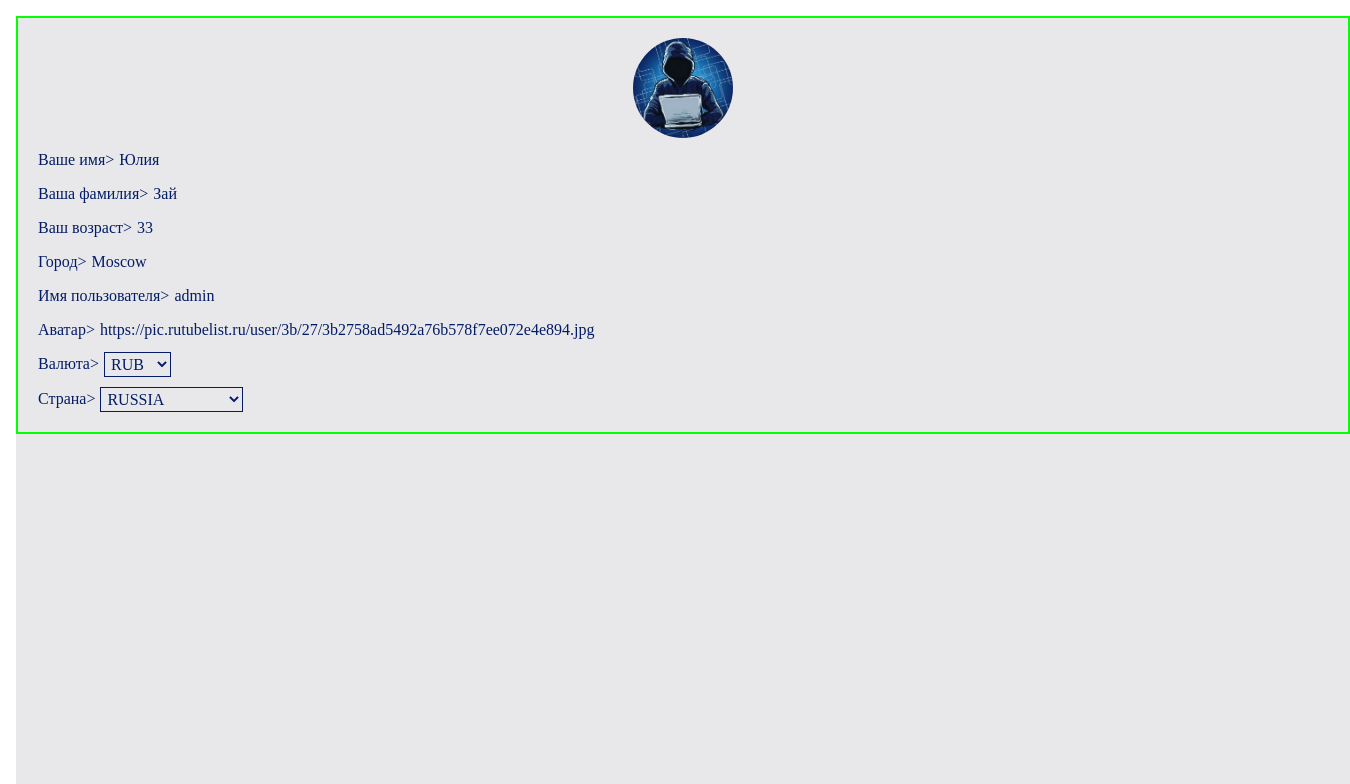 Ваше имя> Юлия
Ваша фамилия> Зай
Ваш возраст> 33
Город> Moscow
Имя пользователя> admin
Аватар> https://pic.rutubelist.ru/user/3b/27/3b2758ad5492a76b578f7ee072e4e894.jpg
Валюта> RUB
Страна> RUSSIA